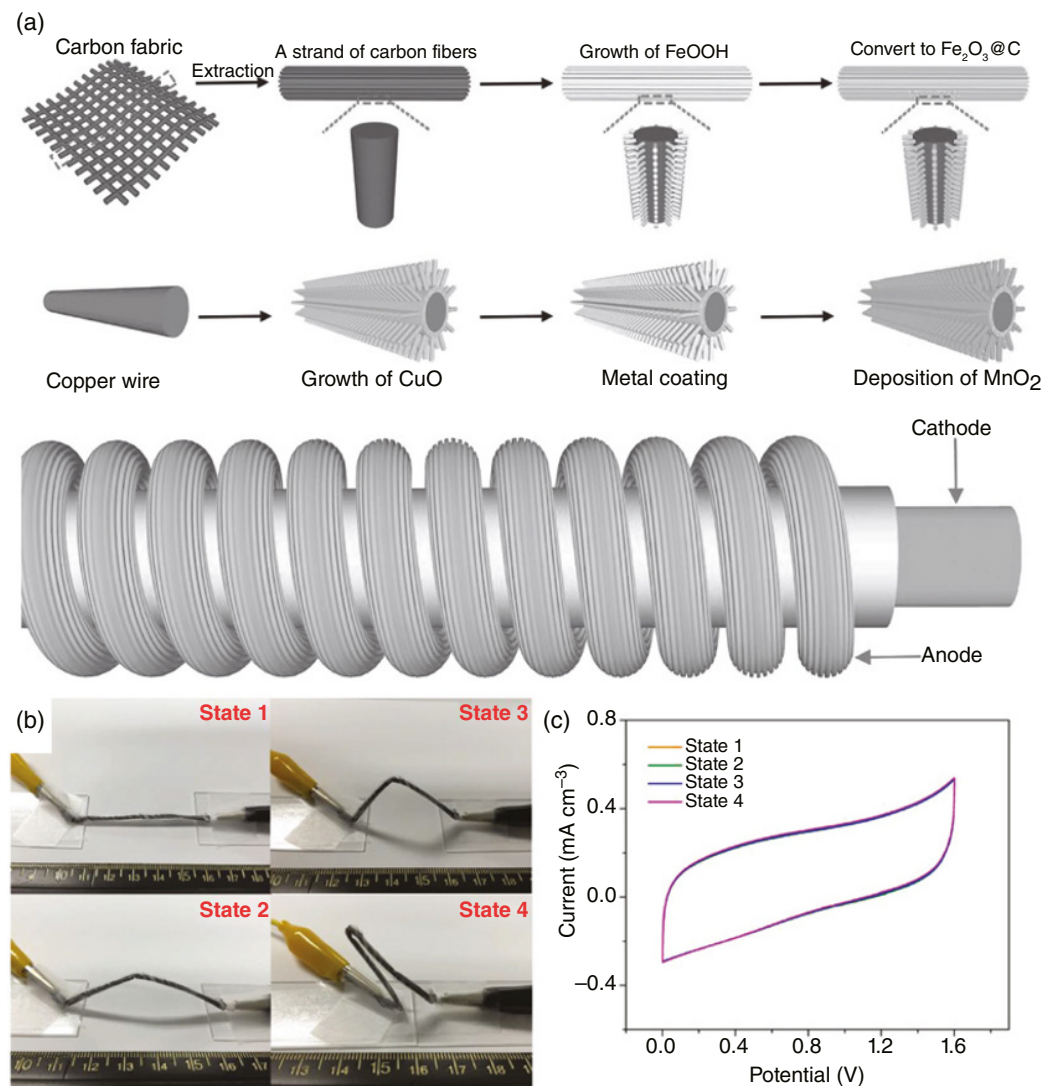 (a)
Carbon fabric
Extraction
A strand of carbon fibers
Growth of FeOOH
Convert to Fe₂O₃@C
Copper wire
Growth of CuO
Metal coating
Deposition of MnO₂
Cathode
Anode
(b)
State 1
State 3
State 2
State 4
(c)
0.8
0.4
0.0
−0.4
Current (mA cm⁻³)
State 1
State 2
State 3
State 4
0.0 0.4 0.8 1.2 1.6
Potential (V)